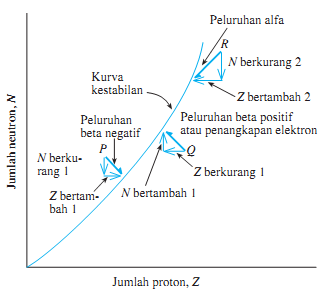 Peluruhan alfa
R
N berkurang 2
Z bertambah 2
Kurva
kestabilan
Peluruhan
beta negatif
Peluruhan beta positif
atau penangkapan elektron
P
Q
N berku-
rang 1
Z berkurang 1
Z bertam-
bah 1
N bertambah 1
Jumlah neutron, N
Jumlah proton, Z